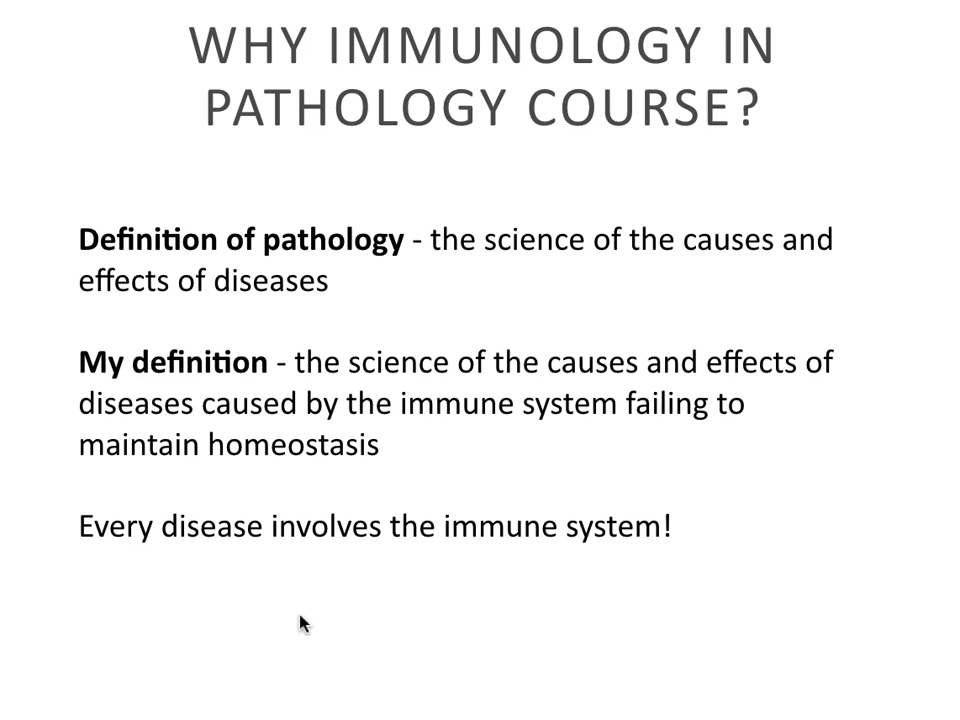 WHY IMMUNOLOGY IN
PATHOLOGY COURSE?
Definition of pathology - the science of the causes and
effects of diseases
My definition - the science of the causes and effects of
diseases caused by the immune system failing to
maintain homeostasis
Every disease involves the immune system!